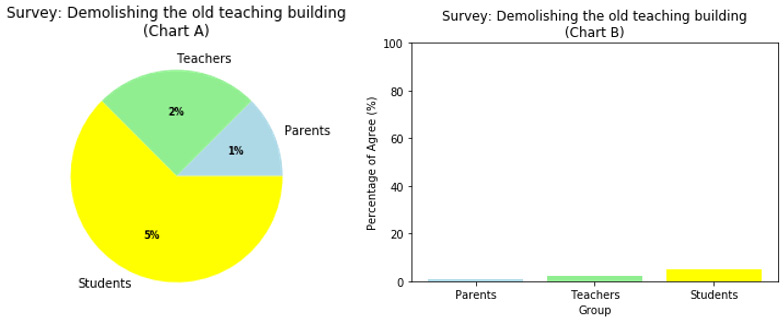 Survey: Demolishing the old teaching building
(Chart A)
Teachers
2%
Parents
1%
5%
Students
Survey: Demolishing the old teaching building
(Chart B)
100
80
60
40
20
0
Percentage of Agree (%)
Parents
Teachers
Students
Group